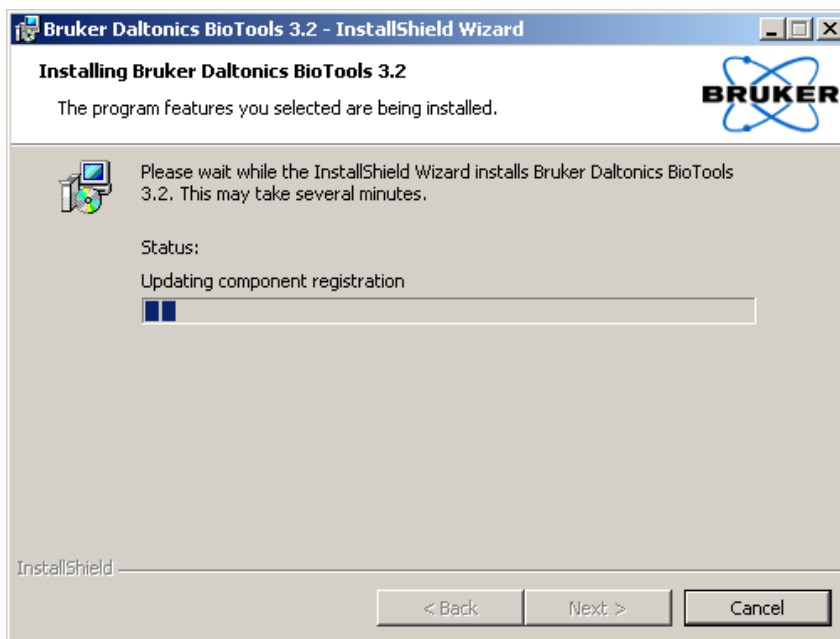 Bruker Daltonics BioTools 3.2 - InstallShield Wizard
Installing Bruker Daltonics BioTools 3.2
The program features you selected are being installed.
BRUKER
Please wait while the InstallShield Wizard installs Bruker Daltonics BioTools
3.2. This may take several minutes.
Status:
Updating component registration
InstallShield
< Back
Next >
Cancel